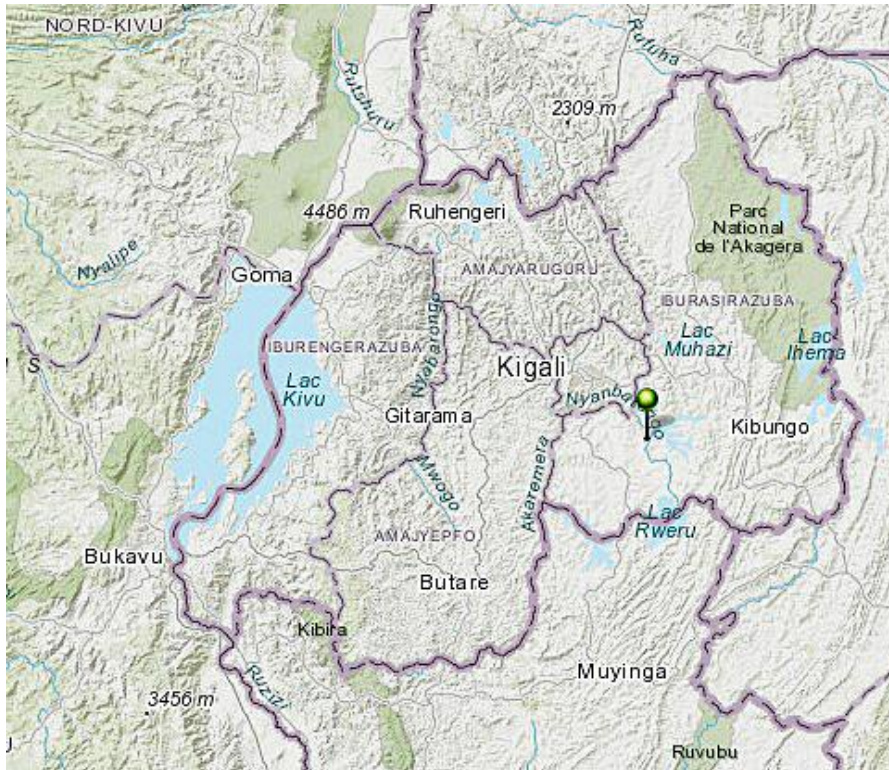 NORD-KIVU
Rutshuru
Rufuha
2309 m
4486 m
Ruhengeri
Parc
National
de l'Akagera
Nyalipe
Goma
AMAJYARUGURU
IBURASIRAZUBA
Nyabarongo
IBURENGERAZUBA
Lac
Muhazi
Lac
Ihema
S
Lac
Kivu
Kigali
Gitarama
Kibungo
Mwogo
Akaremera
Lac
Rweru
AMAJYEPFO
Bukavu
Butare
Kibira
Muyinga
Ruzizi
3456 m
U
Ruvubu